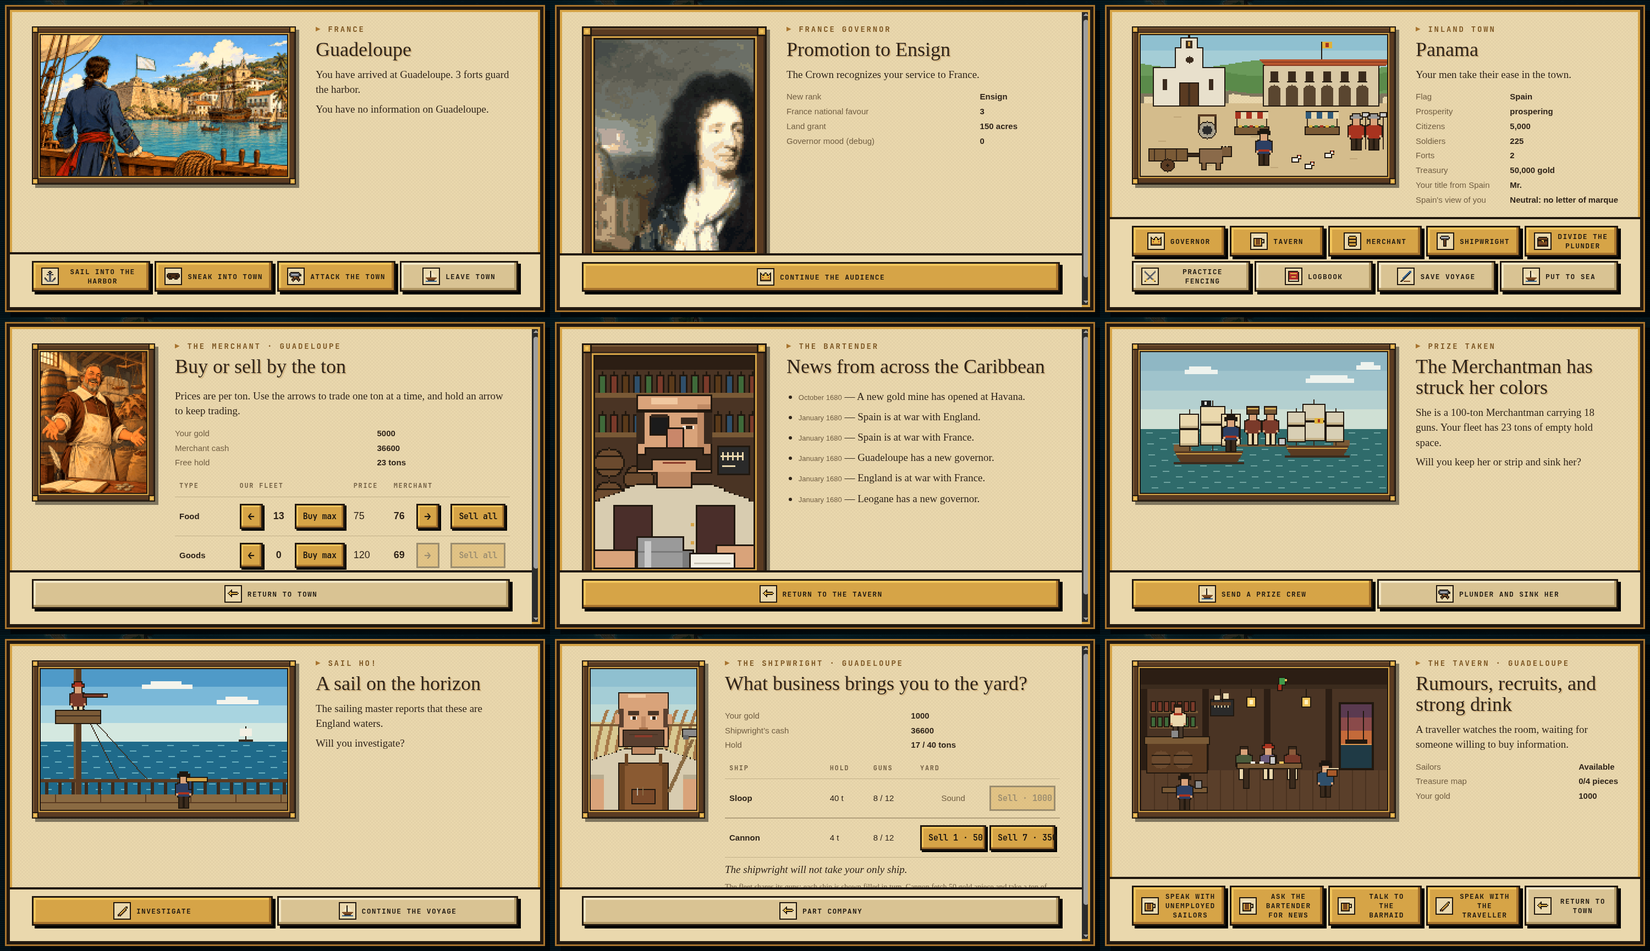 ▸ FRANCE
Guadeloupe
You have arrived at Guadeloupe. 3 forts guard
the harbor.
You have no information on Guadeloupe.
SAIL INTO THE
HARBOR
SNEAK INTO TOWN
ATTACK THE TOWN
LEAVE TOWN
▸ FRANCE GOVERNOR
Promotion to Ensign
The Crown recognizes your service to France.
New rank Ensign
France national favour 3
Land grant 150 acres
Governor mood (debug) 0
CONTINUE THE AUDIENCE
▸ INLAND TOWN
Panama
Your men take their ease in the town.
Flag Spain
Prosperity prospering
Citizens 5,000
Soldiers 225
Forts 2
Treasury 50,000 gold
Your title from Spain Mr.
Spain's view of you Neutral: no letter of marque
GOVERNOR
TAVERN
MERCHANT
SHIPWRIGHT
DIVIDE THE
PLUNDER
PRACTICE
FENCING
LOGBOOK
SAVE VOYAGE
PUT TO SEA
▸ THE MERCHANT · GUADELOUPE
Buy or sell by the ton
Prices are per ton. Use the arrows to trade one ton at a time, and hold an arrow
to keep trading.
Your gold 5000
Merchant cash 36600
Free hold 23 tons
TYPE OUR FLEET PRICE MERCHANT
Food ← 13 Buy max 75 76 → Sell all
Goods ← 0 Buy max 120 69 → Sell all
RETURN TO TOWN
▸ THE BARTENDER
News from across the Caribbean
• October 1680 — A new gold mine has opened at Havana.
• January 1680 — Spain is at war with England.
• January 1680 — Spain is at war with France.
• January 1680 — Guadeloupe has a new governor.
• January 1680 — England is at war with France.
• January 1680 — Leogane has a new governor.
RETURN TO THE TAVERN
▸ PRIZE TAKEN
The Merchantman has
struck her colors
She is a 100-ton Merchantman carrying 18
guns. Your fleet has 23 tons of empty hold
space.
Will you keep her or strip and sink her?
SEND A PRIZE CREW
PLUNDER AND SINK HER
▸ SAIL HO!
A sail on the horizon
The sailing master reports that these are
England waters.
Will you investigate?
INVESTIGATE
CONTINUE THE VOYAGE
▸ THE SHIPWRIGHT · GUADELOUPE
What business brings you to the yard?
Your gold 1000
Shipwright's cash 36600
Hold 17 / 40 tons
SHIP HOLD GUNS YARD
Sloop 40 t 8 / 12 Sound Sell · 1000
Cannon 4 t 8 / 12 Sell 1 · 50 Sell 7 · 350
The shipwright will not take your only ship.
PART COMPANY
▸ THE TAVERN · GUADELOUPE
Rumours, recruits, and
strong drink
A traveller watches the room, waiting for
someone willing to buy information.
Sailors Available
Treasure map 0/4 pieces
Your gold 1000
SPEAK WITH
UNEMPLOYED
SAILORS
ASK THE
BARTENDER
FOR NEWS
TALK TO
THE
BARMAID
SPEAK WITH
THE
TRAVELLER
RETURN TO
TOWN